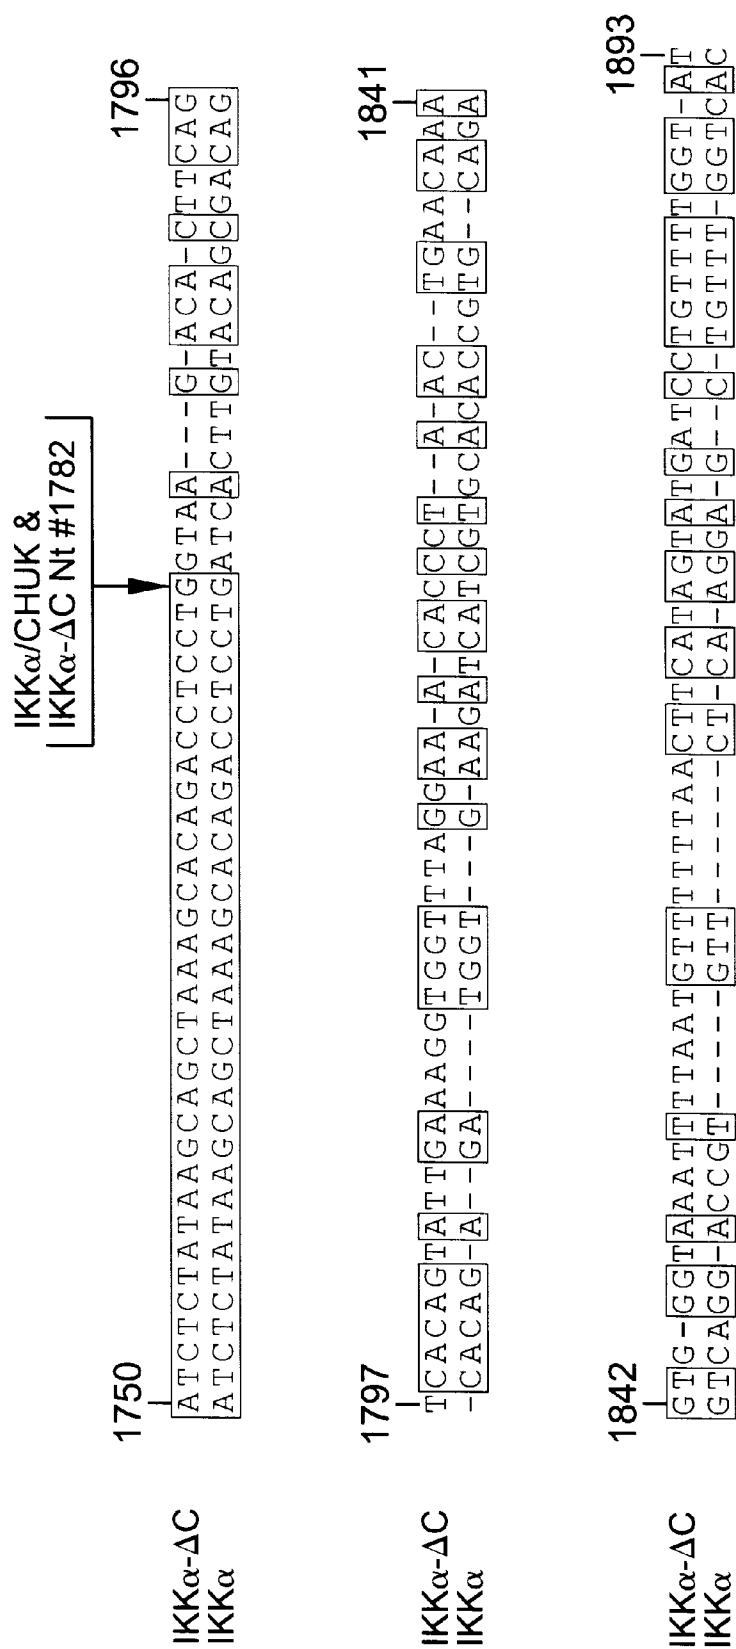 IKKα/CHUK &
IKKα-ΔC Nt #1782
1750 1796
IKKα-ΔC ATCTCTATAAGCAGCTAAAGCACAGACCTCCTGGTAA---G-ACA-CTTCAG
IKKα ATCTCTATAAGCAGCTAAAGCACAGACCTCCTGATCACTTGTACAGCGACAG
1797 1841
IKKα-ΔC TCACAGTATTGAAAGGTGGTTTAGGAA-A-CACCCT--A-AC--TGAACAAA
IKKα -CACAG-A--GA----TGGT---G-AAGATCATCGTGCACACCGTG--CAGA
1842 1893
IKKα-ΔC GTG-GGTAAATTTTAATGTTTTTTAACTTCATAGTATGATCCTGTTTTGGT-AT
IKKα GTCAGG-ACCGT-----GTT------CT-CA-AGGA-G--C-TGTTT-GGTCAC